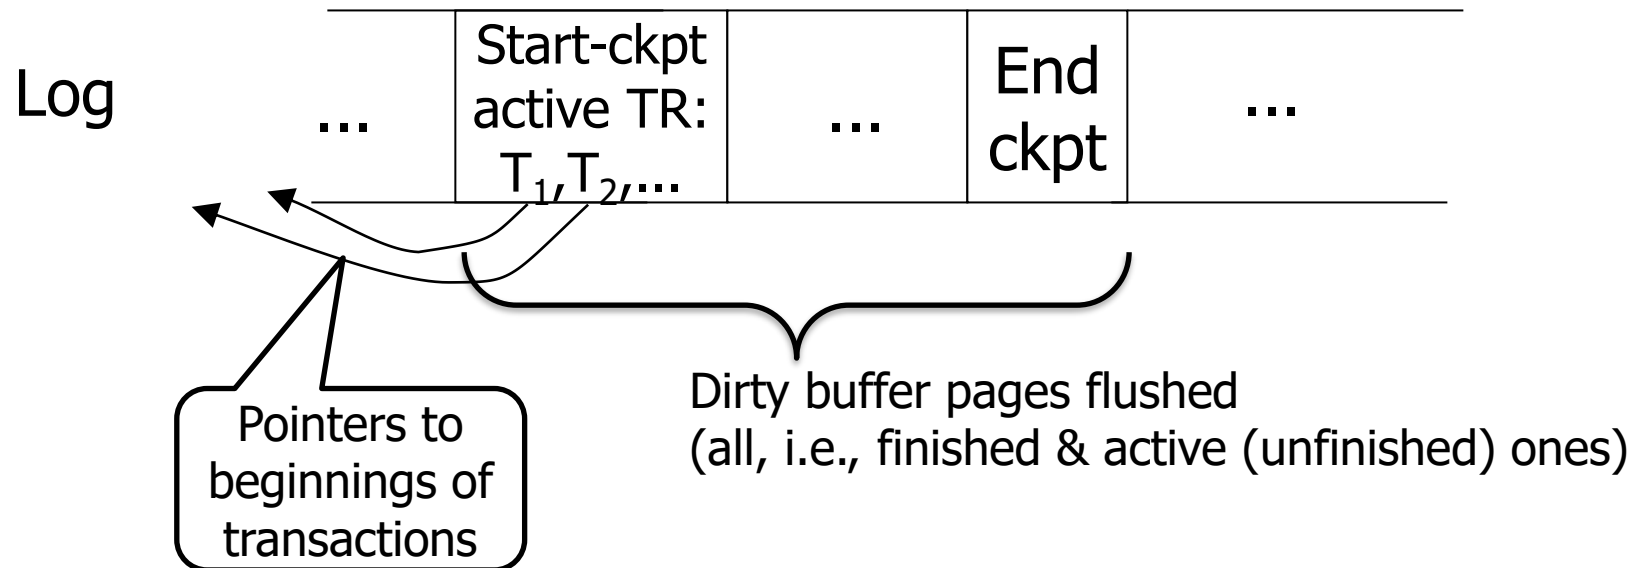 Log
...
Start-ckpt
active TR:
T₁,T₂,...
...
End
ckpt
...
Pointers to
beginnings of
transactions
Dirty buffer pages flushed
(all, i.e., finished & active (unfinished) ones)